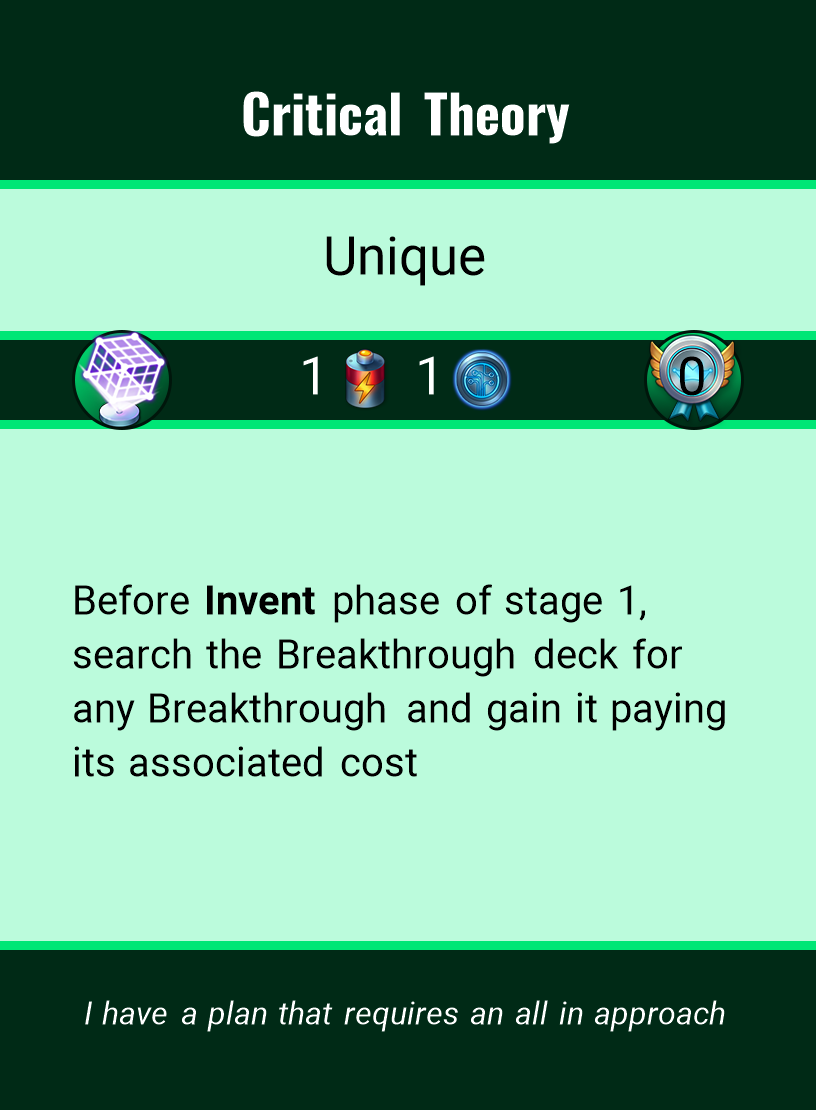 Critical Theory
Unique
1 1 0
Before Invent phase of stage 1,
search the Breakthrough deck for
any Breakthrough and gain it paying
its associated cost
I have a plan that requires an all in approach